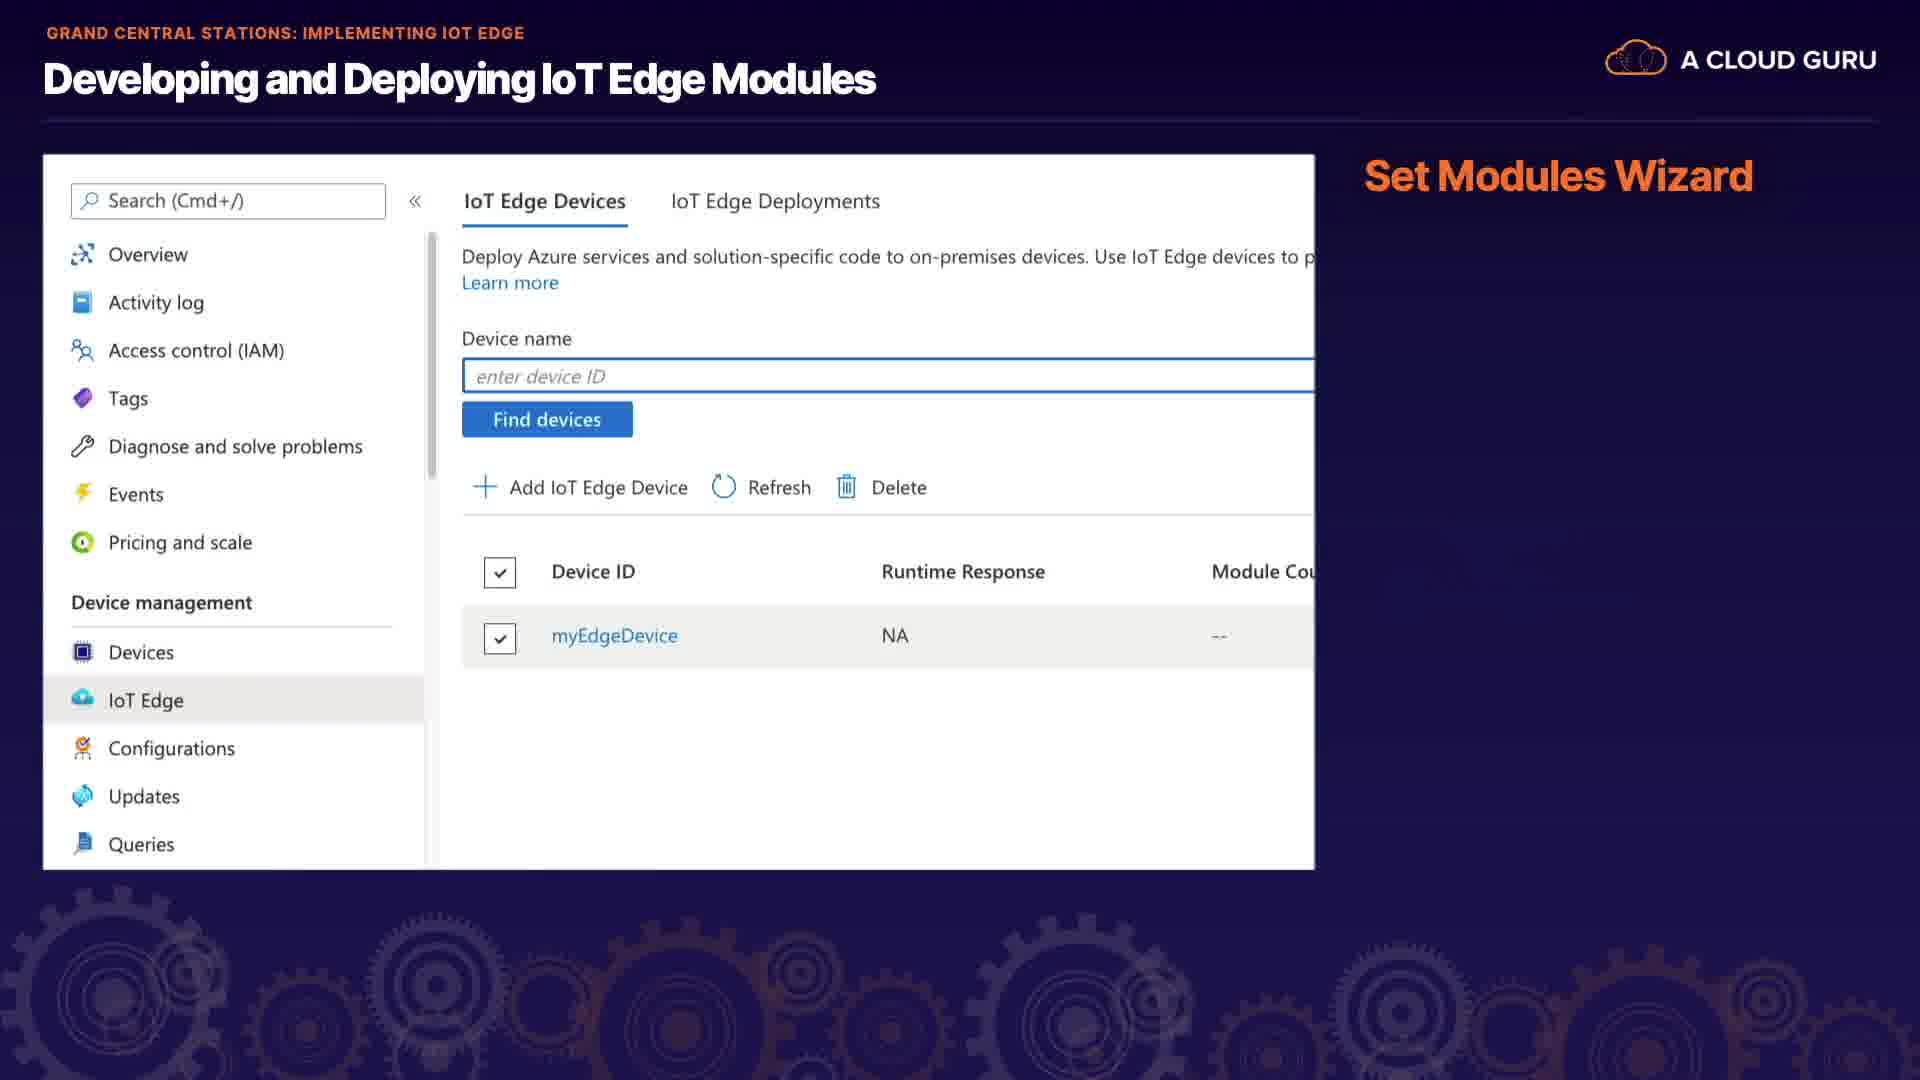 GRAND CENTRAL STATIONS: IMPLEMENTING IOT EDGE
Developing and Deploying IoT Edge Modules
A CLOUD GURU
Set Modules Wizard
Search (Cmd+/)
«
Overview
Activity log
Access control (IAM)
Tags
Diagnose and solve problems
Events
Pricing and scale
Device management
Devices
IoT Edge
Configurations
Updates
Queries
IoT Edge Devices IoT Edge Deployments
Deploy Azure services and solution-specific code to on-premises devices. Use IoT Edge devices to p
Learn more
Device name
enter device ID
Find devices
Add IoT Edge Device Refresh Delete
Device ID Runtime Response Module Cou
myEdgeDevice NA --